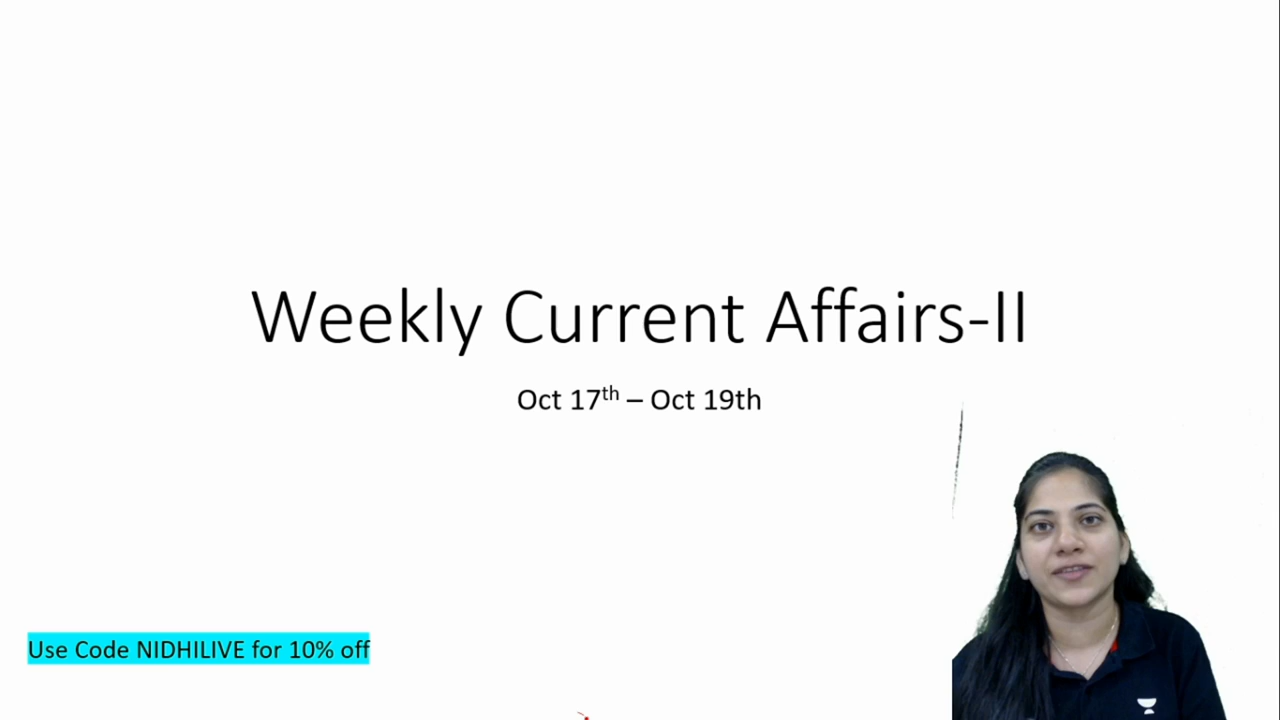 Weekly Current Affairs-II
Oct 17th – Oct 19th
Use Code NIDHILIVE for 10% off